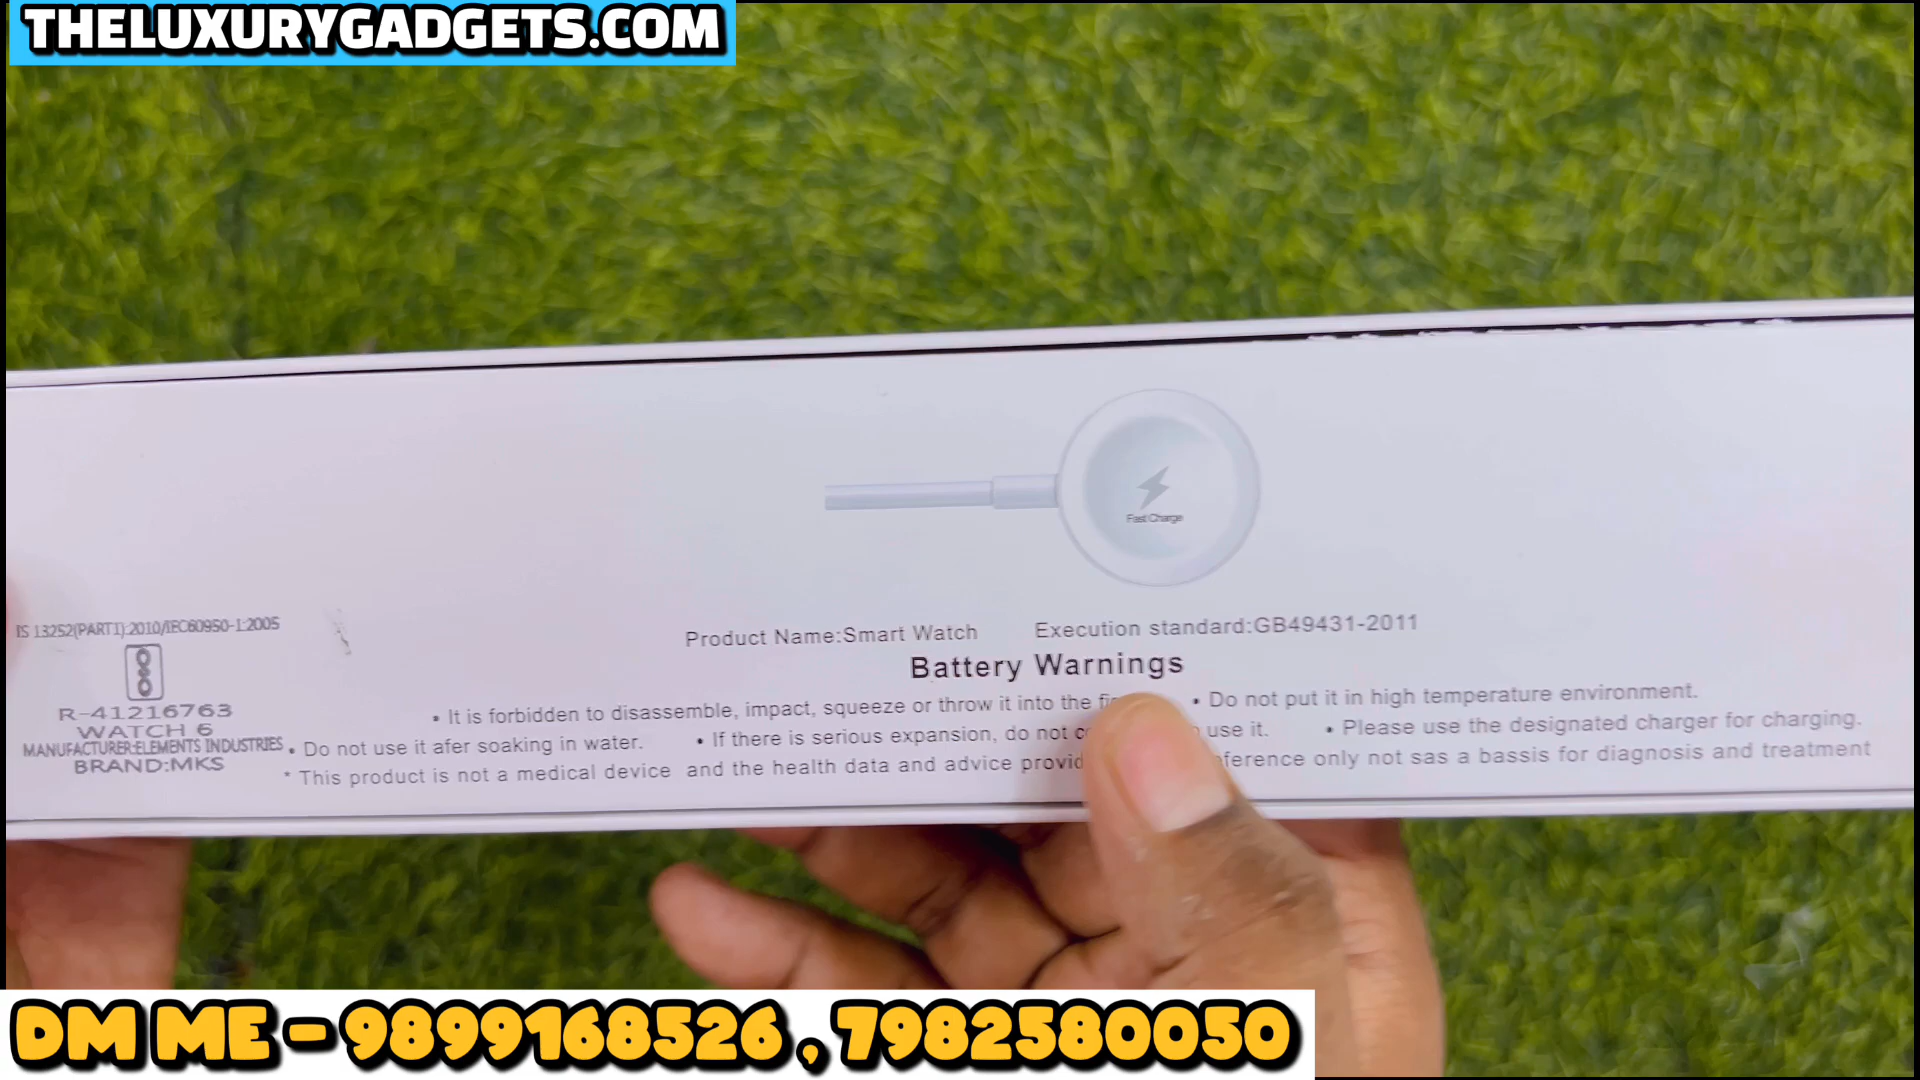 THELUXURYGADGETS.COM
Fast Charge
IS 13252(PART1):2010/IEC60950-1:2005
R-41216763
WATCH 6
MANUFACTURER:ELEMENTS INDUSTRIES
BRAND:MKS
Product Name:Smart Watch Execution standard:GB49431-2011
Battery Warnings
• It is forbidden to disassemble, impact, squeeze or throw it into the • Do not put it in high temperature environment.
• Do not use it afer soaking in water. • If there is serious expansion, do not use it. • Please use the designated charger for charging.
* This product is not a medical device and the health data and advice only not sas a bassis for diagnosis and treatment
DM ME - 9899168526 , 7982580050